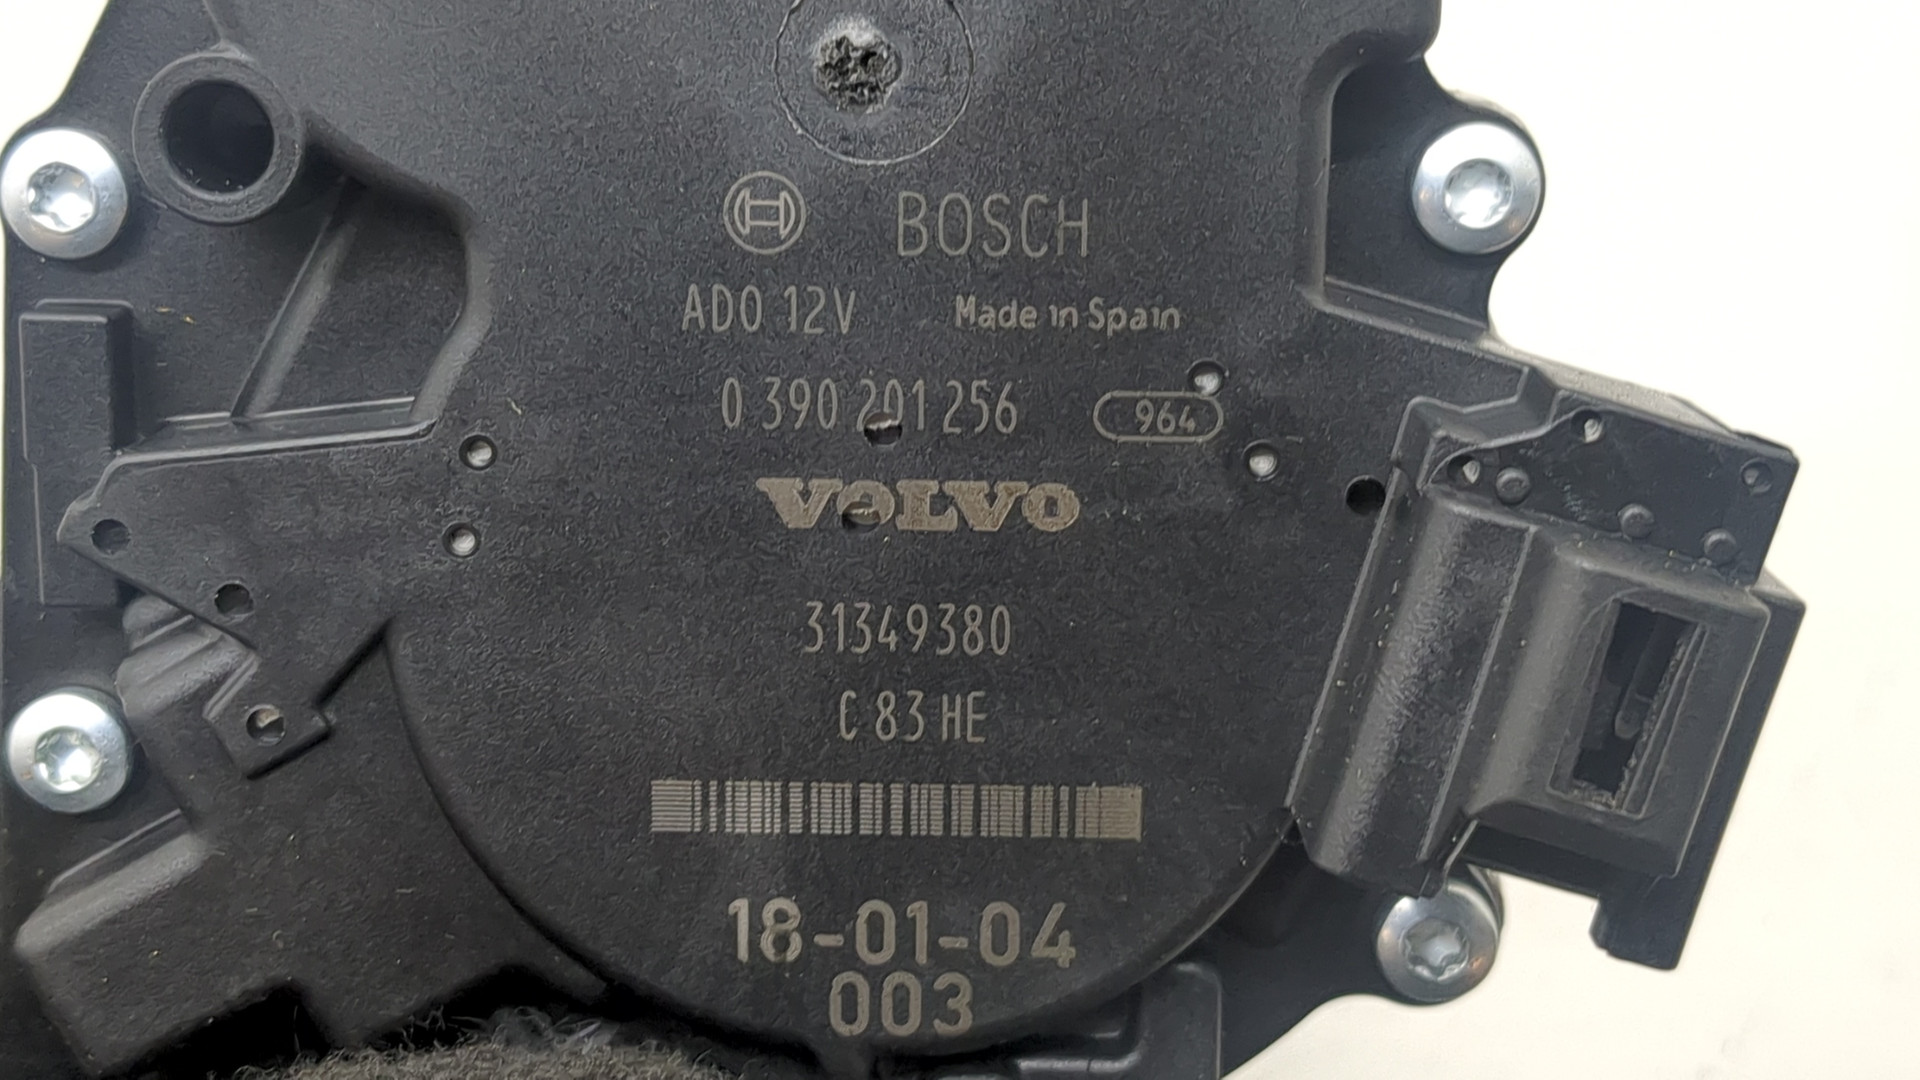 BOSCH
ADO 12V Made in Spain
0 390 201 256 964
VOLVO
31349380
C 83 HE
18-01-04
003